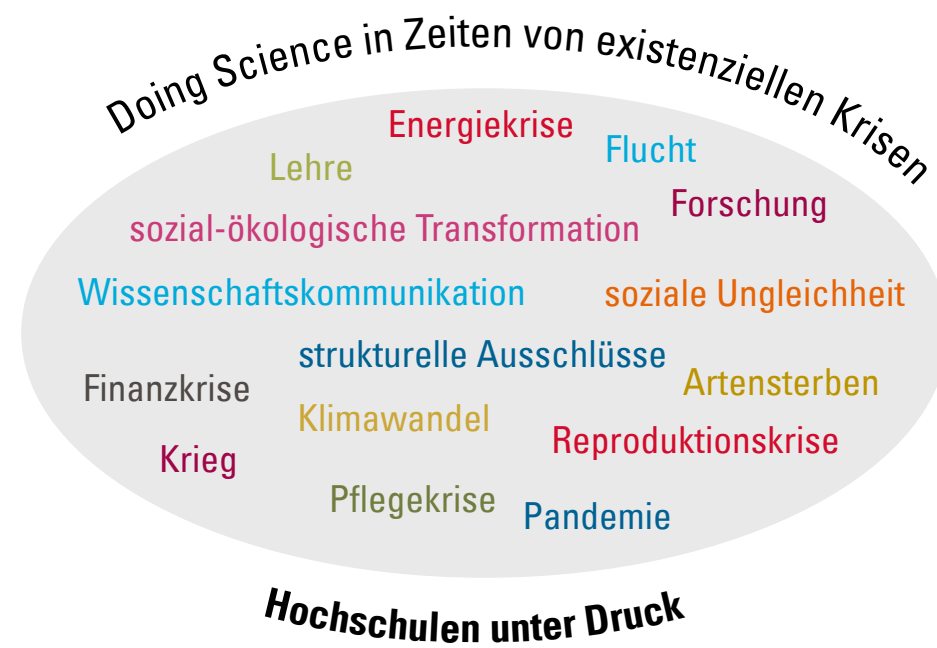 Doing Science in Zeiten von existenziellen Krisen
Energiekrise
Flucht
Lehre
Forschung
sozial-ökologische Transformation
Wissenschaftskommunikation
soziale Ungleichheit
strukturelle Ausschlüsse
Finanzkrise
Artensterben
Klimawandel
Reproduktionskrise
Krieg
Pflegekrise
Pandemie
Hochschulen unter Druck